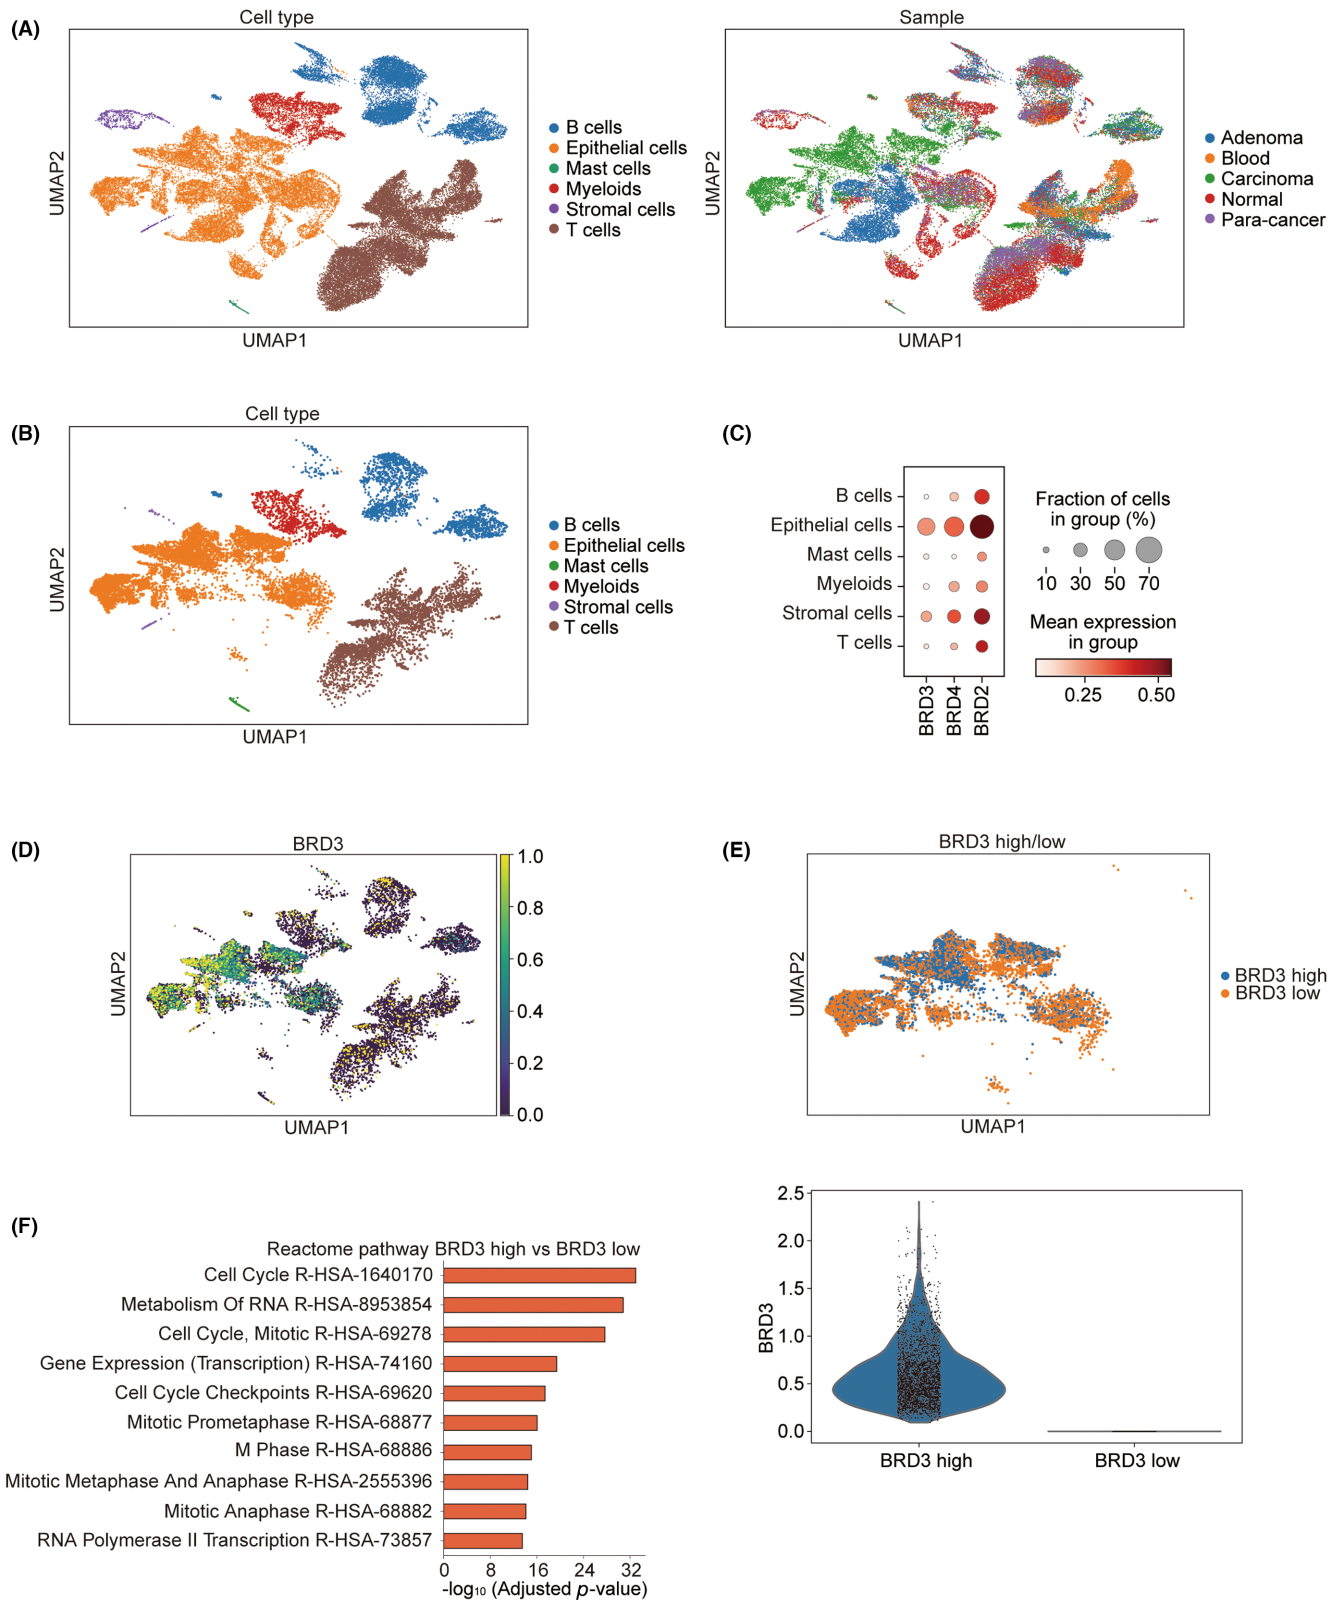 (A)
Cell type
UMAP2
UMAP1
B cells
Epithelial cells
Mast cells
Myeloids
Stromal cells
T cells
Sample
UMAP2
UMAP1
Adenoma
Blood
Carcinoma
Normal
Para-cancer
(B)
Cell type
UMAP2
UMAP1
B cells
Epithelial cells
Mast cells
Myeloids
Stromal cells
T cells
(C)
B cells
Epithelial cells
Mast cells
Myeloids
Stromal cells
T cells
BRD3
BRD4
BRD2
Fraction of cells
in group (%)
10 30 50 70
Mean expression
in group
0.25 0.50
(D)
BRD3
UMAP2
UMAP1
1.0
0.8
0.6
0.4
0.2
0.0
(E)
BRD3 high/low
UMAP2
UMAP1
BRD3 high
BRD3 low
BRD3
2.5
2.0
1.5
1.0
0.5
0.0
BRD3 high BRD3 low
(F)
Reactome pathway BRD3 high vs BRD3 low
Cell Cycle R-HSA-1640170
Metabolism Of RNA R-HSA-8953854
Cell Cycle, Mitotic R-HSA-69278
Gene Expression (Transcription) R-HSA-74160
Cell Cycle Checkpoints R-HSA-69620
Mitotic Prometaphase R-HSA-68877
M Phase R-HSA-68886
Mitotic Metaphase And Anaphase R-HSA-2555396
Mitotic Anaphase R-HSA-68882
RNA Polymerase II Transcription R-HSA-73857
0 8 16 24 32
-log₁₀ (Adjusted p-value)